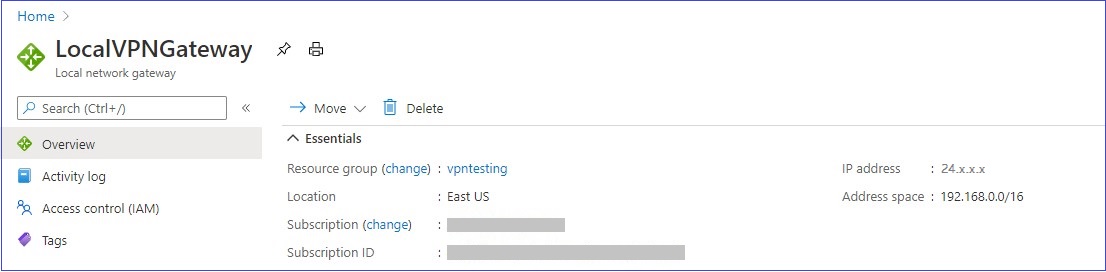 Home >
LocalVPNGateway
Local network gateway
Search (Ctrl+/)
«
Move
Delete
Overview
Activity log
Access control (IAM)
Tags
Essentials
Resource group (change) : vpntesting
Location : East US
Subscription (change) :
Subscription ID :
IP address : 24.x.x.x
Address space : 192.168.0.0/16